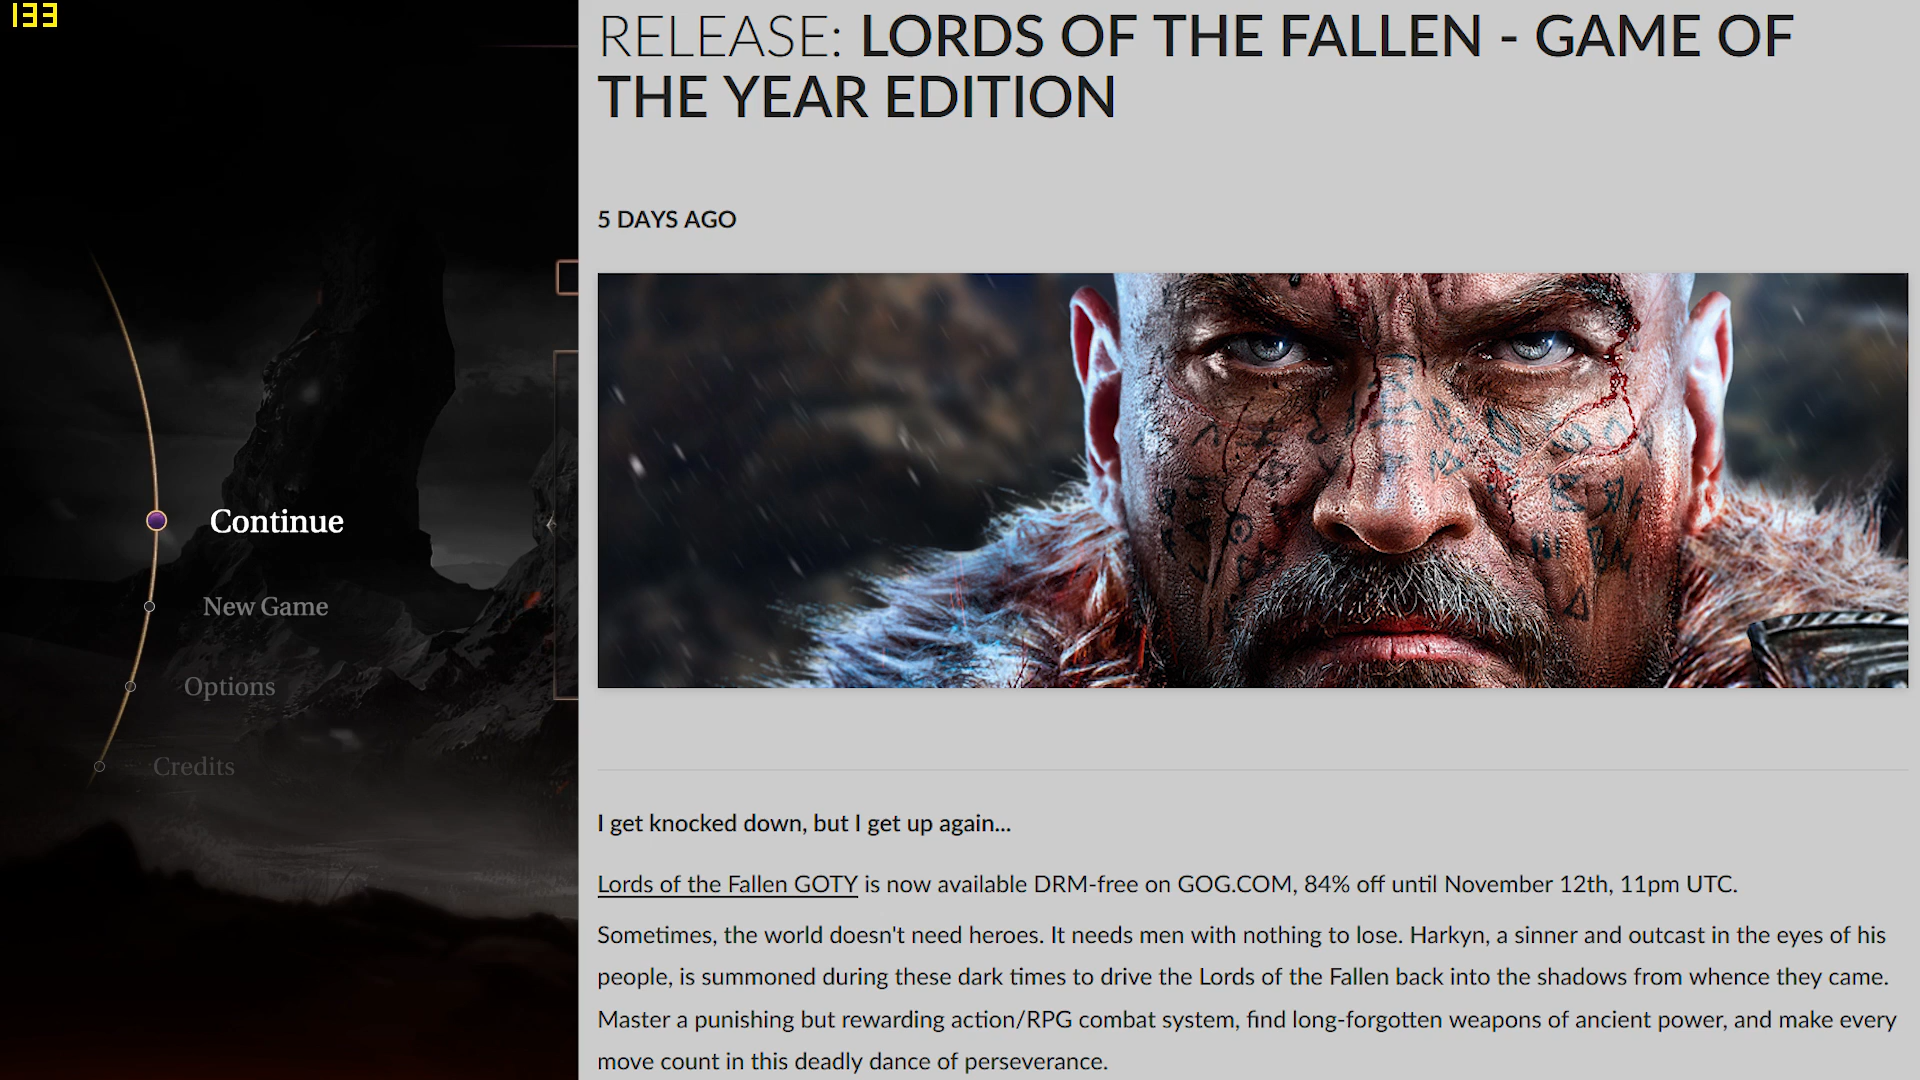 133
Continue
New Game
Options
Credits
RELEASE: LORDS OF THE FALLEN - GAME OF
THE YEAR EDITION
5 DAYS AGO
I get knocked down, but I get up again...
Lords of the Fallen GOTY is now available DRM-free on GOG.COM, 84% off until November 12th, 11pm UTC.
Sometimes, the world doesn't need heroes. It needs men with nothing to lose. Harkyn, a sinner and outcast in the eyes of his
people, is summoned during these dark times to drive the Lords of the Fallen back into the shadows from whence they came.
Master a punishing but rewarding action/RPG combat system, find long-forgotten weapons of ancient power, and make every
move count in this deadly dance of perseverance.